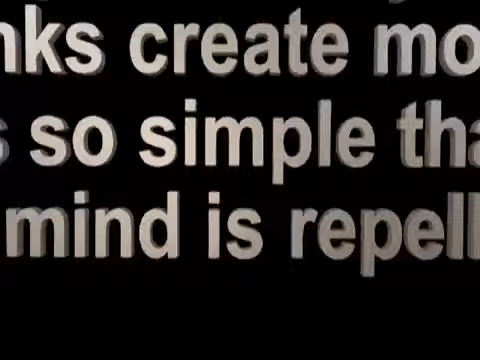 nks create mo
s so simple tha
mind is repell